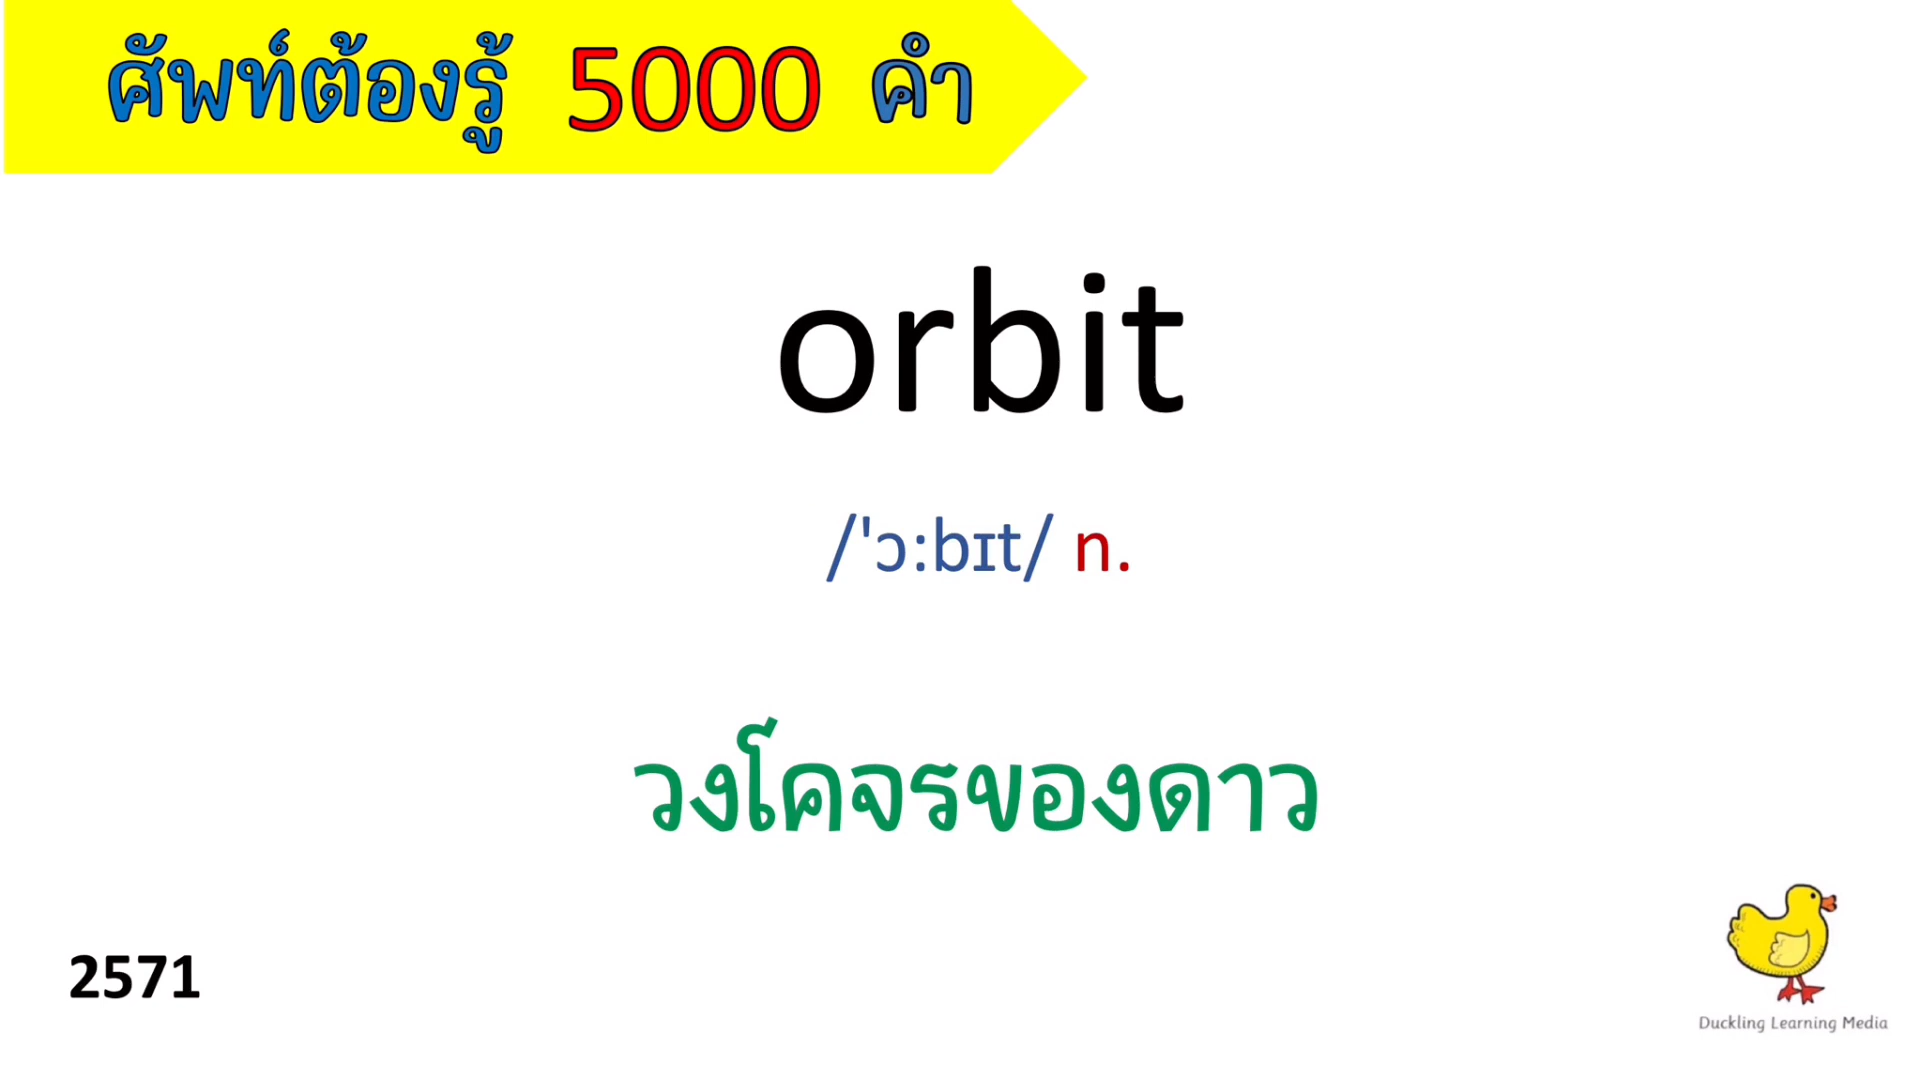 ศัพท์ต้องรู้ 5000 คำ
orbit
/'ɔ:bɪt/ n.
วงโคจรของดาว
2571
Duckling Learning Media